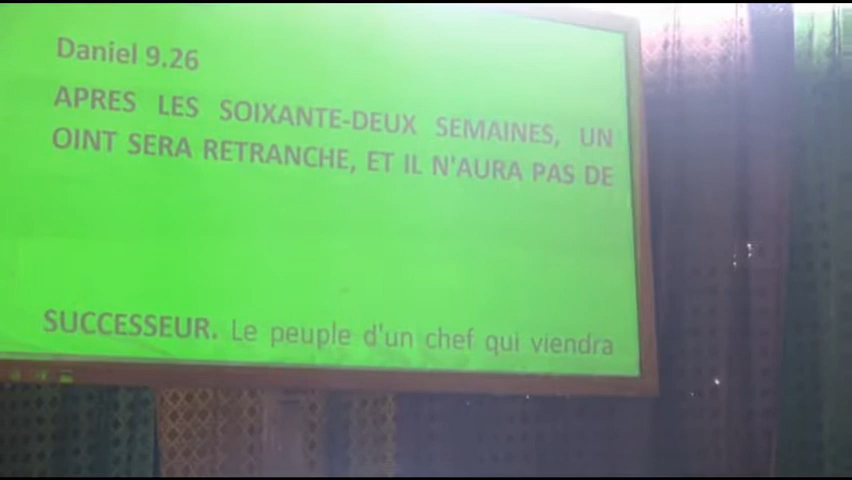 Daniel 9.26
APRES LES SOIXANTE-DEUX SEMAINES, UN
OINT SERA RETRANCHE, ET IL N'AURA PAS DE
SUCCESSEUR. Le peuple d'un chef qui viendra